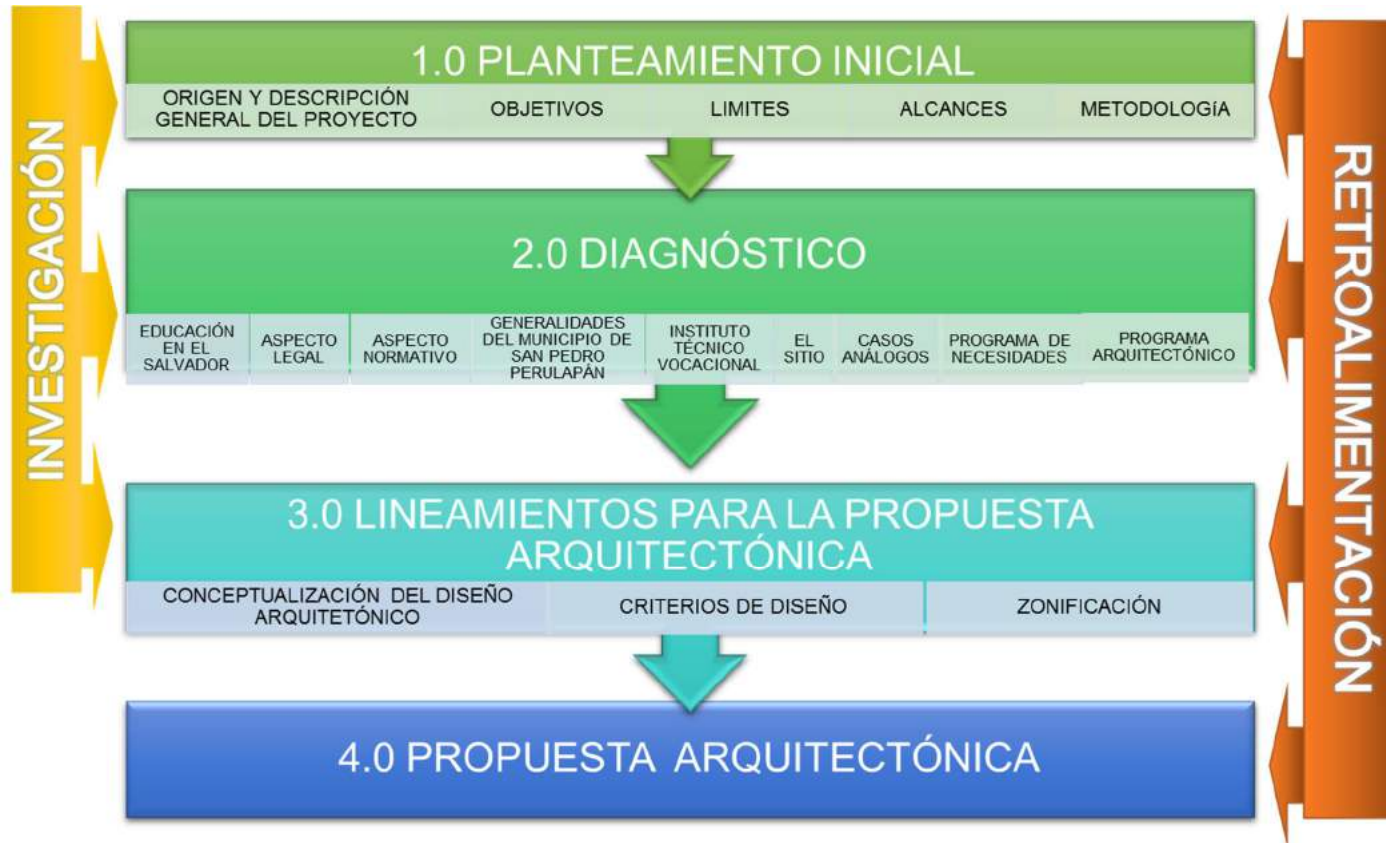 INVESTIGACIÓN
1.0 PLANTEAMIENTO INICIAL
ORIGEN Y DESCRIPCIÓN
GENERAL DEL PROYECTO
OBJETIVOS
LIMITES
ALCANCES
METODOLOGÍA
2.0 DIAGNÓSTICO
EDUCACIÓN
EN EL
SALVADOR
ASPECTO
LEGAL
ASPECTO
NORMATIVO
GENERALIDADES
DEL MUNICIPIO DE
SAN PEDRO
PERULAPÁN
INSTITUTO
TÉCNICO
VOCACIONAL
EL
SITIO
CASOS
ANÁLOGOS
PROGRAMA DE
NECESIDADES
PROGRAMA
ARQUITECTÓNICO
3.0 LINEAMIENTOS PARA LA PROPUESTA
ARQUITECTÓNICA
CONCEPTUALIZACIÓN DEL DISEÑO
ARQUITETÓNICO
CRITERIOS DE DISEÑO
ZONIFICACIÓN
4.0 PROPUESTA ARQUITECTÓNICA
RETROALIMENTACIÓN